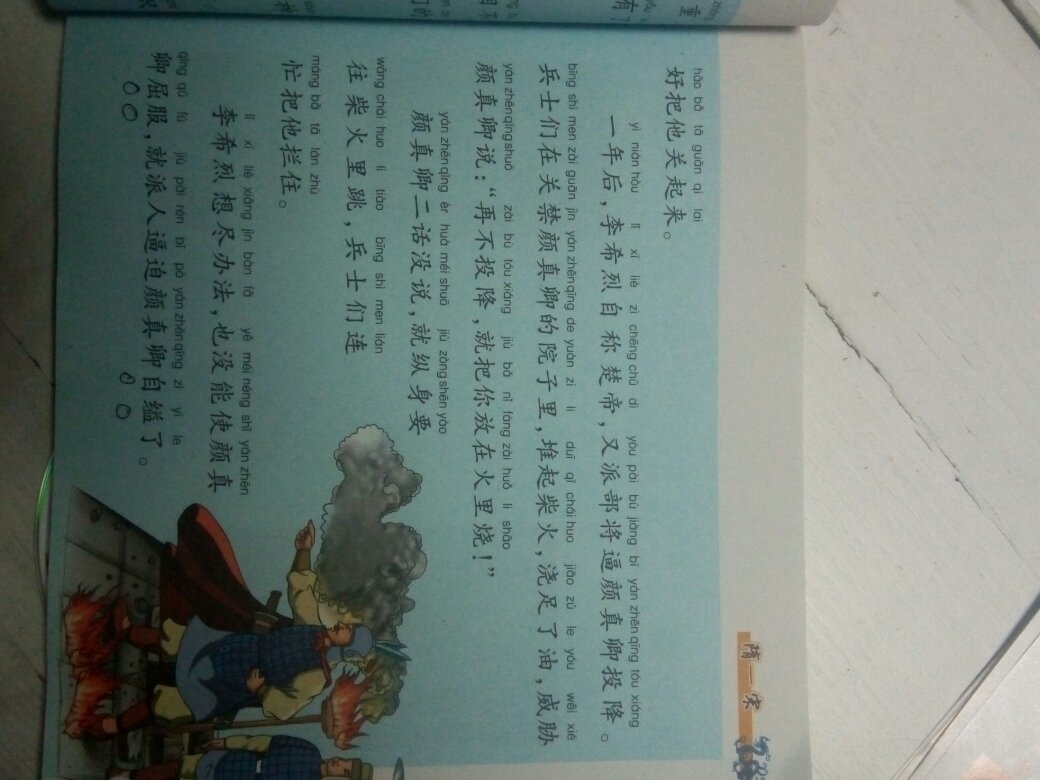 隋——宋
hǎo bǎ tā guān qǐ lai
好把他关起来。
yì nián hòu lǐ xī liè zì chēng chǔ dì yòu pài bù jiàng bī yán zhēn qīng tóu xiáng
一年后，李希烈自称楚帝，又派部将逼颜真卿投降。
bīng shì men zài guān jìn yán zhēn qīng de yuàn zi li duī qǐ chái huo jiāo zú le yóu wēi xié
兵士们在关禁颜真卿的院子里，堆起柴火，浇足了油，威胁
yán zhēn qīng shuō zài bù tóu xiáng jiù bǎ nǐ fàng zài huǒ li shāo
颜真卿说：“再不投降，就把你放在火里烧！”
yán zhēn qīng èr huà méi shuō jiù zòng shēn yào
颜真卿二话没说，就纵身要
wǎng chái huo li tiào bīng shì men lián
往柴火里跳，兵士们连
máng bǎ tā lán zhù
忙把他拦住。
lǐ xī liè xiǎng jìn bàn fǎ yě méi néng shǐ yán zhēn
李希烈想尽办法，也没能使颜真
qīng qū fú jiù pài rén bī pò yán zhēn qīng zì yì le
卿屈服，就派人逼迫颜真卿自缢了。